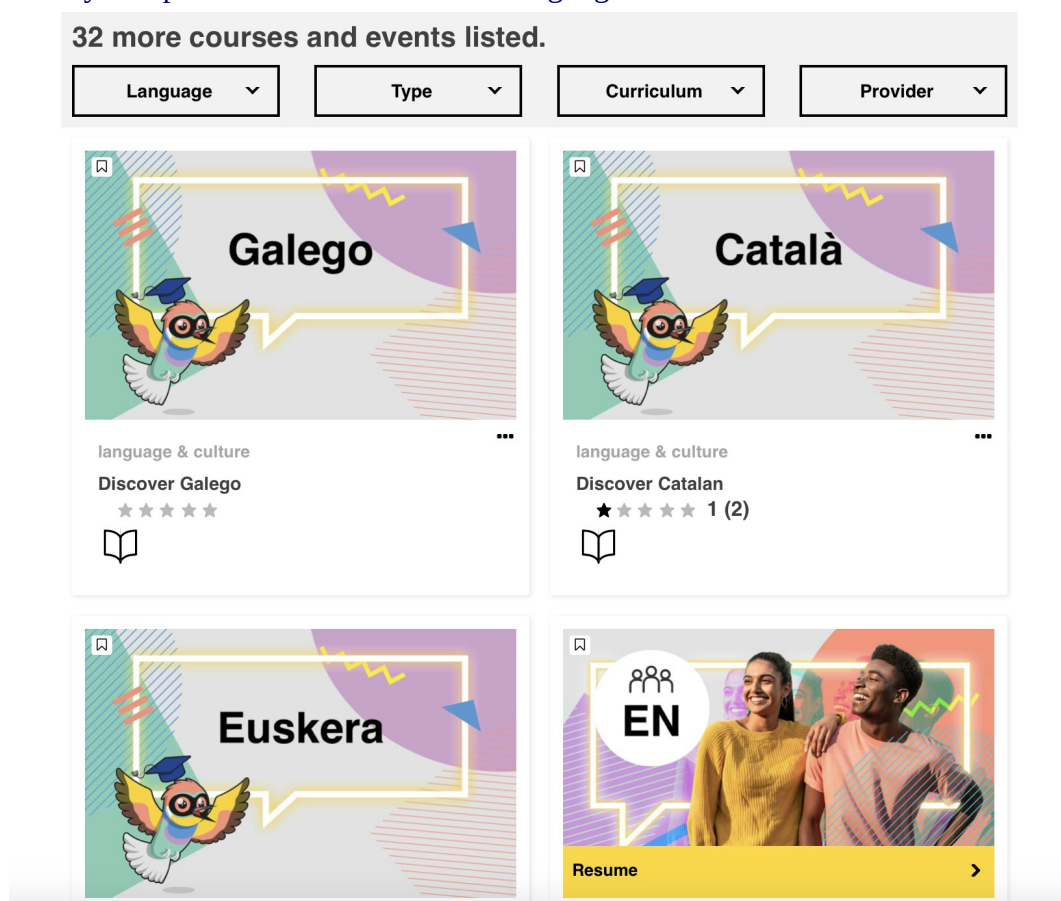 32 more courses and events listed.
Language Type Curriculum Provider
Galego
language & culture
Discover Galego
Català
language & culture
Discover Catalan
1 (2)
Euskera
EN
Resume